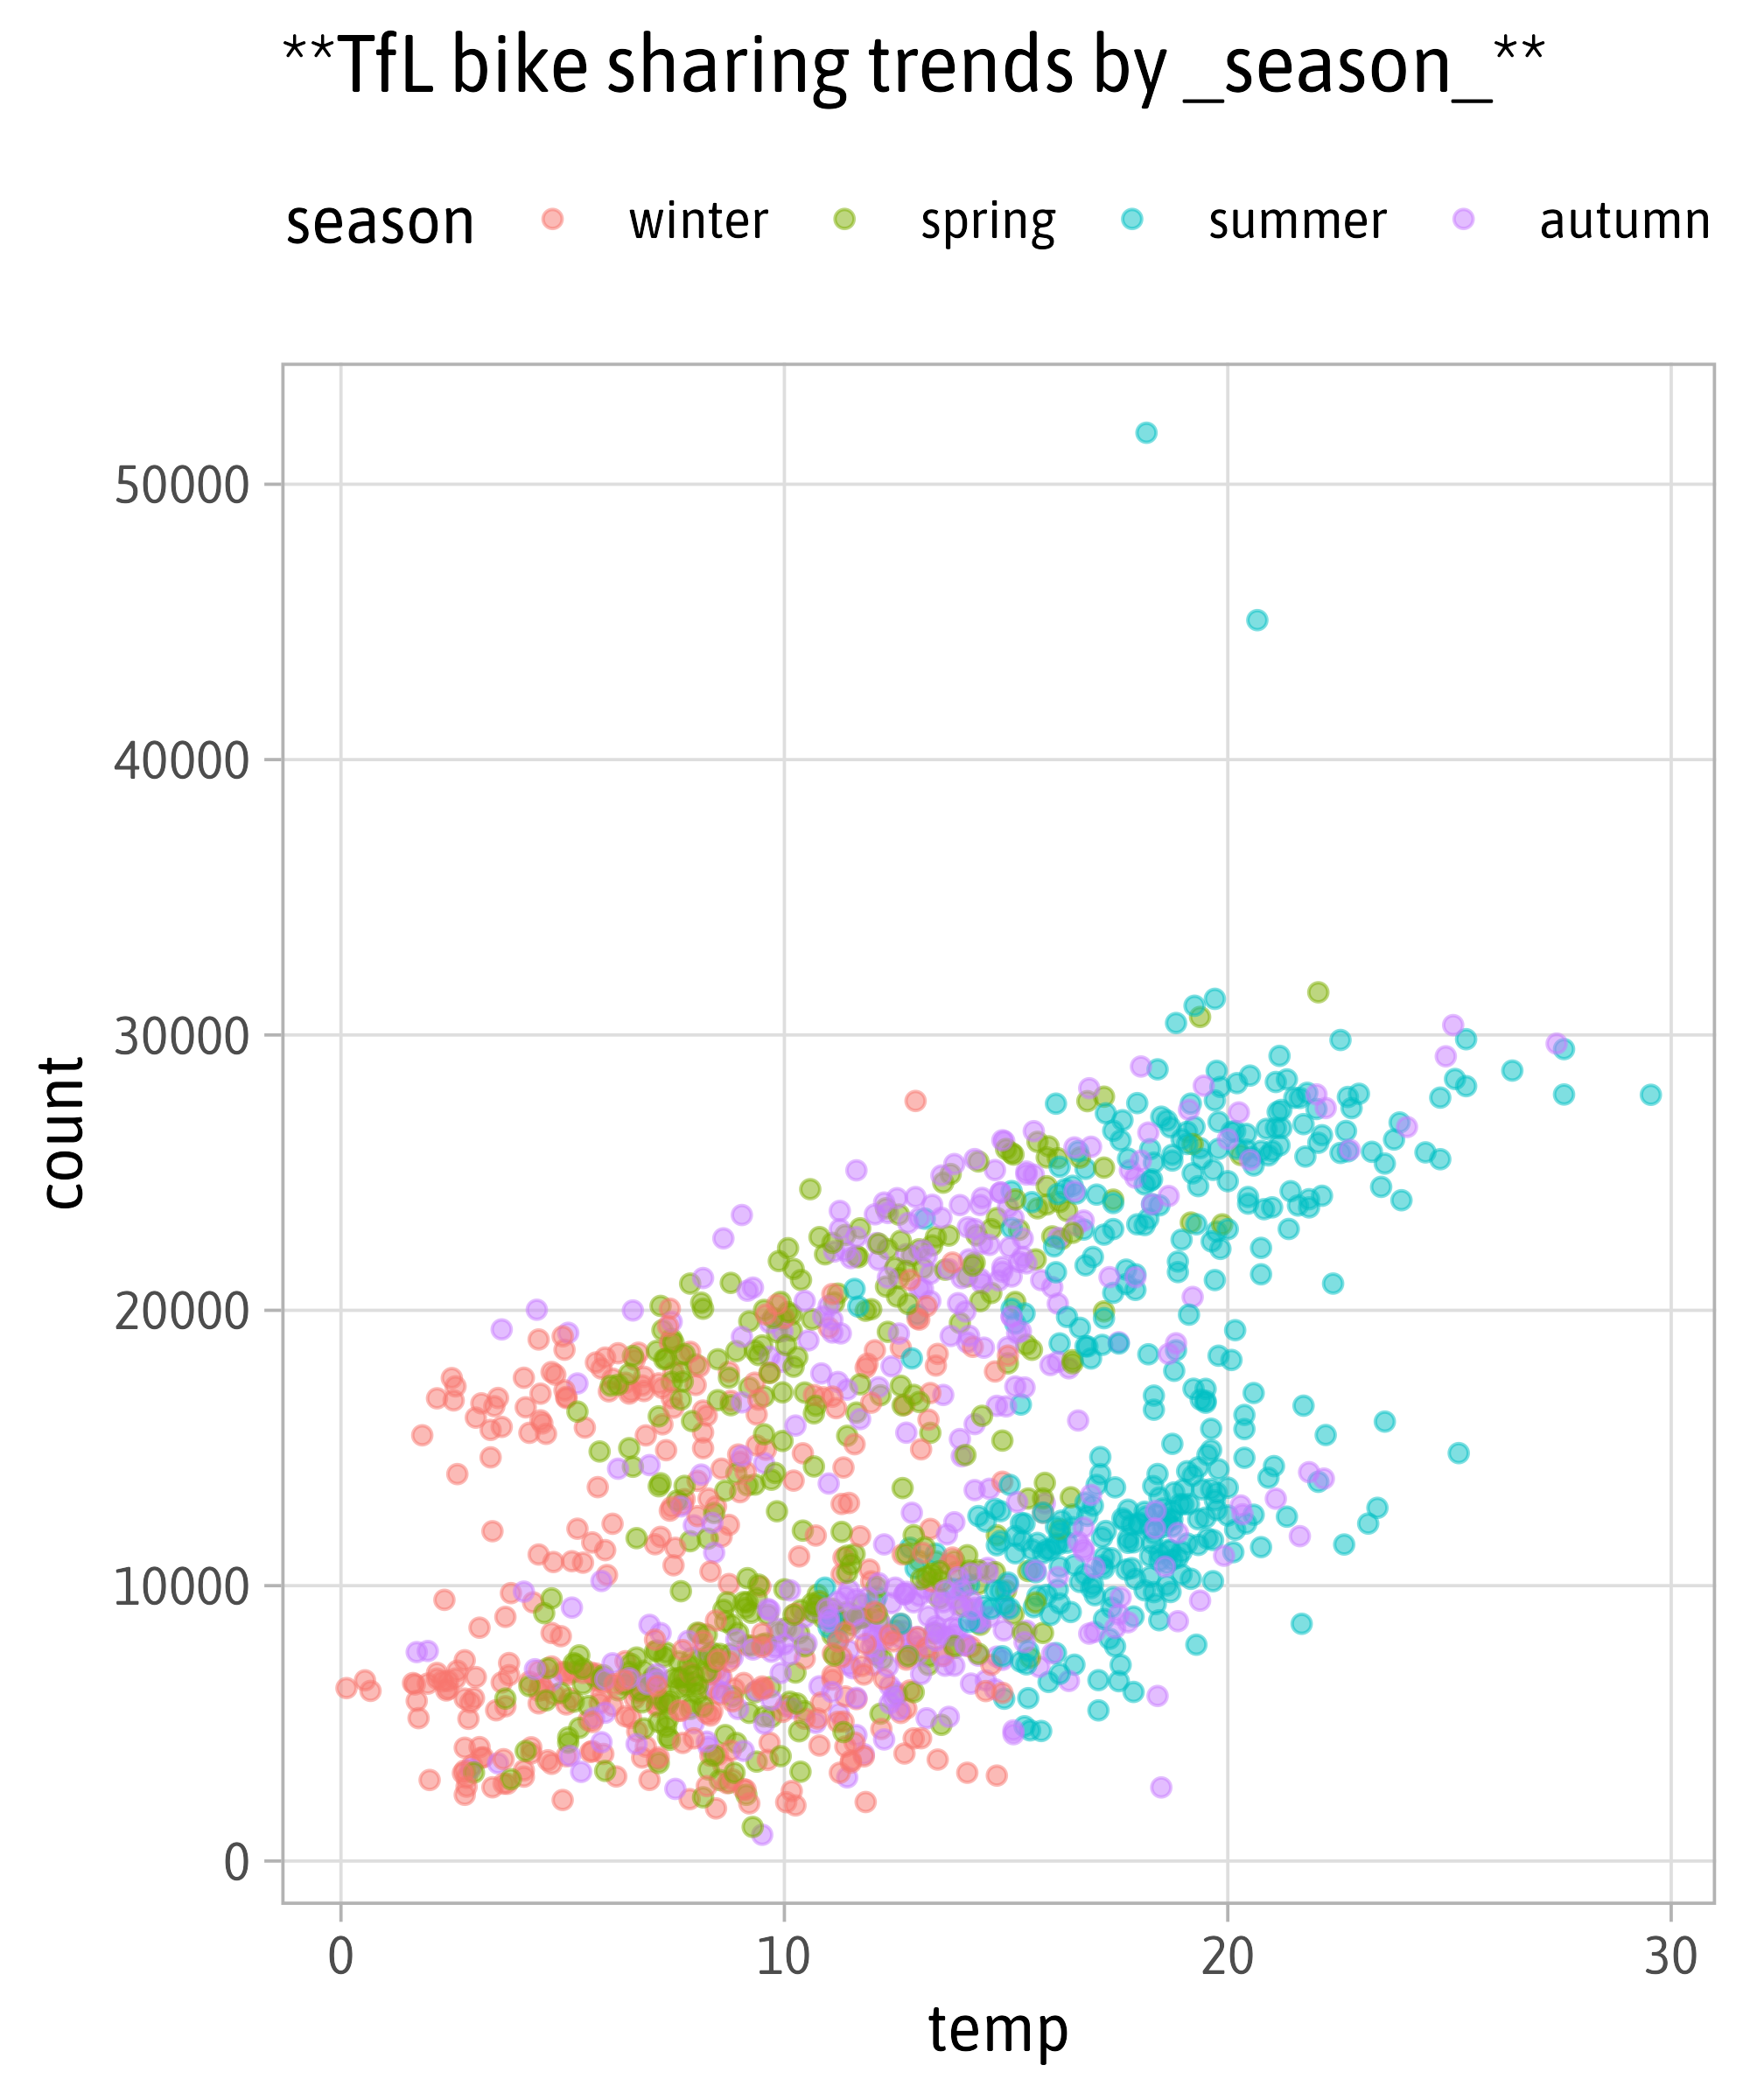 **TfL bike sharing trends by _season_**
season winter spring summer autumn
50000
40000
30000
20000
10000
0
count
0 10 20 30
temp